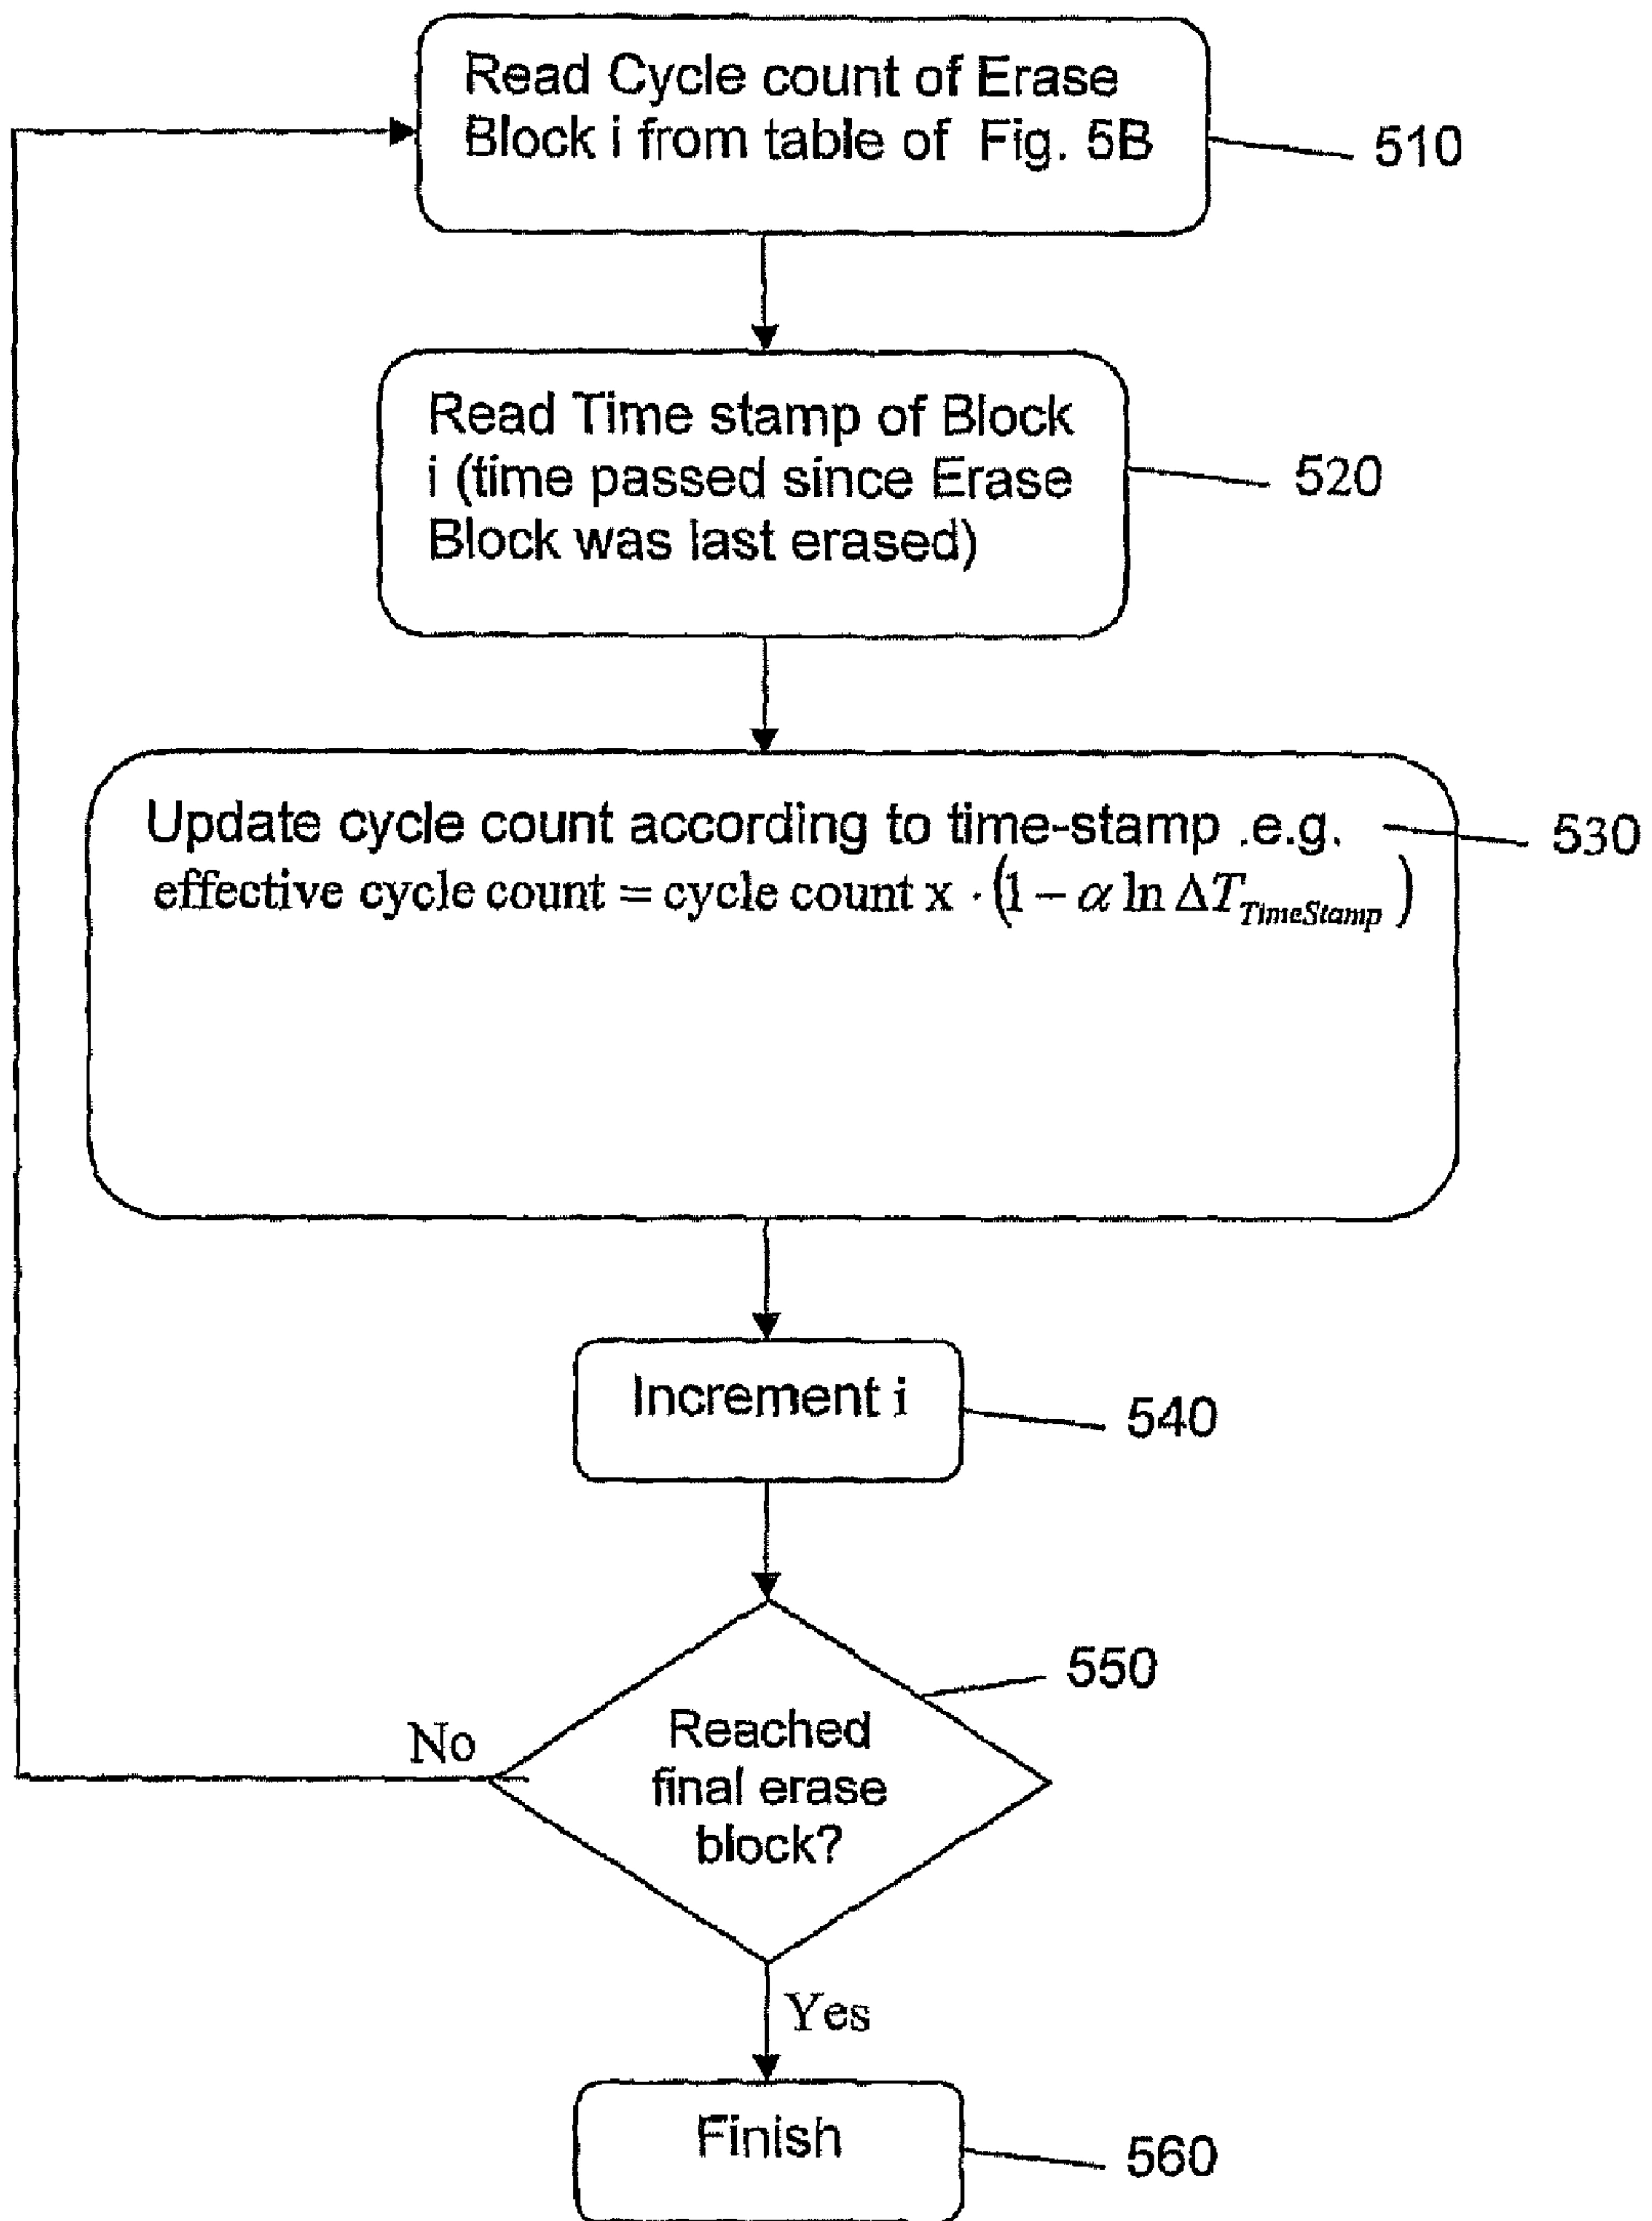 Read Cycle count of Erase
Block i from table of Fig. 5B
510
Read Time stamp of Block
i (time passed since Erase
Block was last erased)
520
Update cycle count according to time-stamp .e.g.
530
effective cycle count = cycle count x · (1 − α ln ΔT_TimeStamp)
Increment i
540
550
Reached
final erase
block?
No
Yes
Finish
560